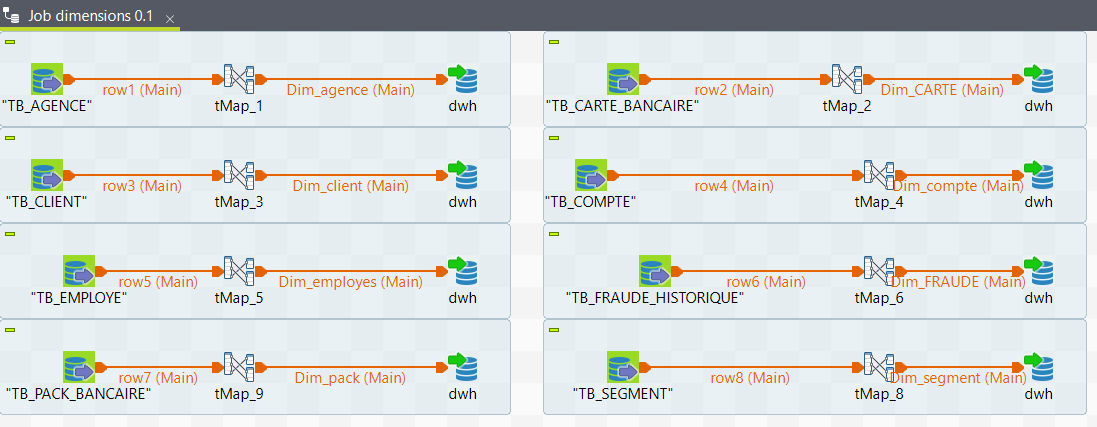 Job dimensions 0.1
row1 (Main)
Dim_agence (Main)
"TB_AGENCE"
tMap_1
dwh
row2 (Main)
Dim_CARTE (Main)
"TB_CARTE_BANCAIRE"
tMap_2
dwh
row3 (Main)
Dim_client (Main)
"TB_CLIENT"
tMap_3
dwh
row4 (Main)
Dim_compte (Main)
"TB_COMPTE"
tMap_4
dwh
row5 (Main)
Dim_employes (Main)
"TB_EMPLOYE"
tMap_5
dwh
row6 (Main)
Dim_FRAUDE (Main)
"TB_FRAUDE_HISTORIQUE"
tMap_6
dwh
row7 (Main)
Dim_pack (Main)
"TB_PACK_BANCAIRE"
tMap_9
dwh
row8 (Main)
Dim_segment (Main)
"TB_SEGMENT"
tMap_8
dwh